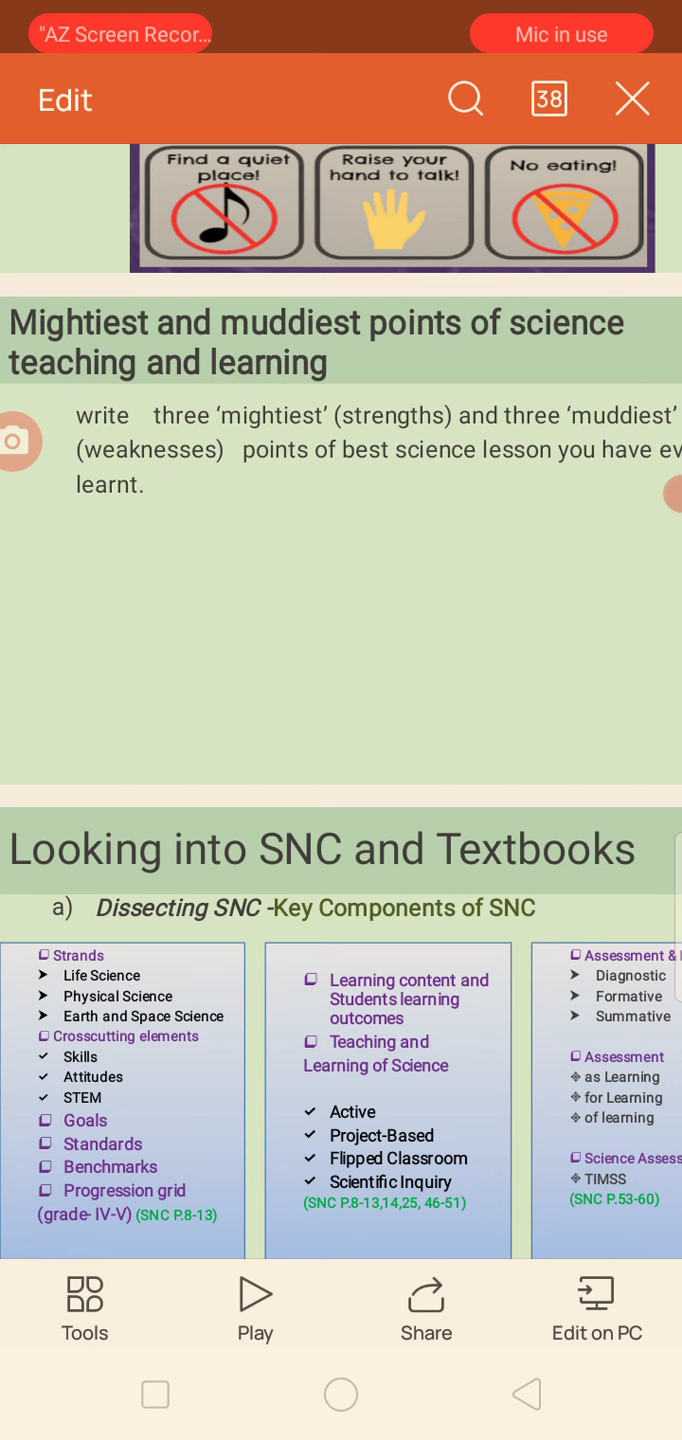 "AZ Screen Recor...
Mic in use
Edit
38
Find a quiet
place!
Raise your
hand to talk!
No eating!
Mightiest and muddiest points of science
teaching and learning
write three ‘mightiest’ (strengths) and three ‘muddiest’
(weaknesses) points of best science lesson you have ev
learnt.
Looking into SNC and Textbooks
a) Dissecting SNC -Key Components of SNC
❑ Strands
➤ Life Science
➤ Physical Science
➤ Earth and Space Science
❑ Crosscutting elements
✓ Skills
✓ Attitudes
✓ STEM
❑ Goals
❑ Standards
❑ Benchmarks
❑ Progression grid
(grade- IV-V) (SNC P.8-13)
❑ Learning content and
Students learning
outcomes
❑ Teaching and
Learning of Science
✓ Active
✓ Project-Based
✓ Flipped Classroom
✓ Scientific Inquiry
(SNC P.8-13,14,25, 46-51)
❑ Assessment &
➤ Diagnostic
➤ Formative
➤ Summative
❑ Assessment
❖ as Learning
❖ for Learning
❖ of learning
❑ Science Assess
❖ TIMSS
(SNC P.53-60)
Tools
Play
Share
Edit on PC